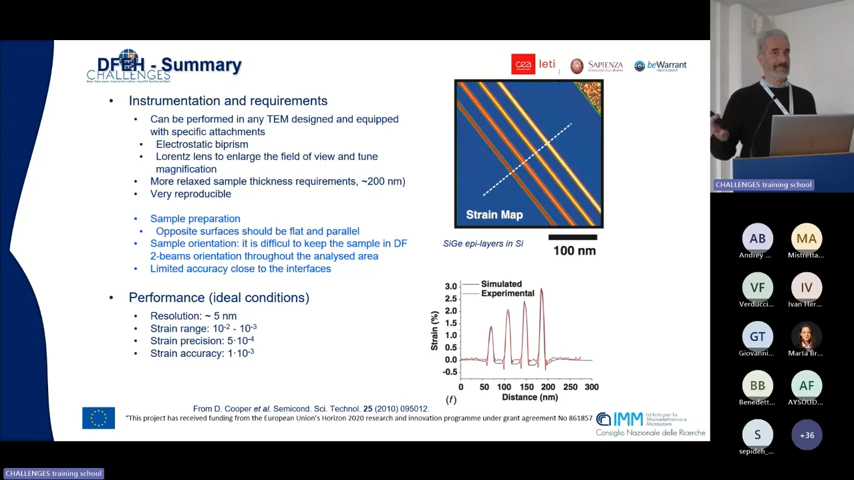 DFEH - Summary
CHALLENGES
cea leti
SAPIENZA
beWarrant
• Instrumentation and requirements
• Can be performed in any TEM designed and equipped
with specific attachments
• Electrostatic biprism
• Lorentz lens to enlarge the field of view and tune
magnification
• More relaxed sample thickness requirements, ~200 nm)
• Very reproducible
• Sample preparation
• Opposite surfaces should be flat and parallel
• Sample orientation: it is difficul to keep the sample in DF
2-beams orientation throughout the analysed area
• Limited accuracy close to the interfaces
• Performance (ideal conditions)
• Resolution: ~ 5 nm
• Strain range: 10-2 - 10-3
• Strain precision: 5·10-4
• Strain accuracy: 1·10-3
Strain Map
SiGe epi-layers in Si
100 nm
Simulated
Experimental
Strain (%)
3.0
2.5
2.0
1.5
1.0
0.5
0.0
-0.5
0 50 100 150 200 250 300
Distance (nm)
(f)
From D. Cooper et al. Semicond. Sci. Technol. 25 (2010) 095012.
"This project has received funding from the European Union's Horizon 2020 research and innovation programme under grant agreement No 861857
IMM
Istituto per la
Microelettronica e
Microsistemi
Consiglio Nazionale delle Ricerche
CHALLENGES training school
AB
Andrey ...
MA
Mistretta...
VF
Verducci...
IV
Ivan Her...
GT
Giovanni...
Marta Br...
BB
Benedett...
AF
AYSOUD...
S
sepideh_...
+36
CHALLENGES training school